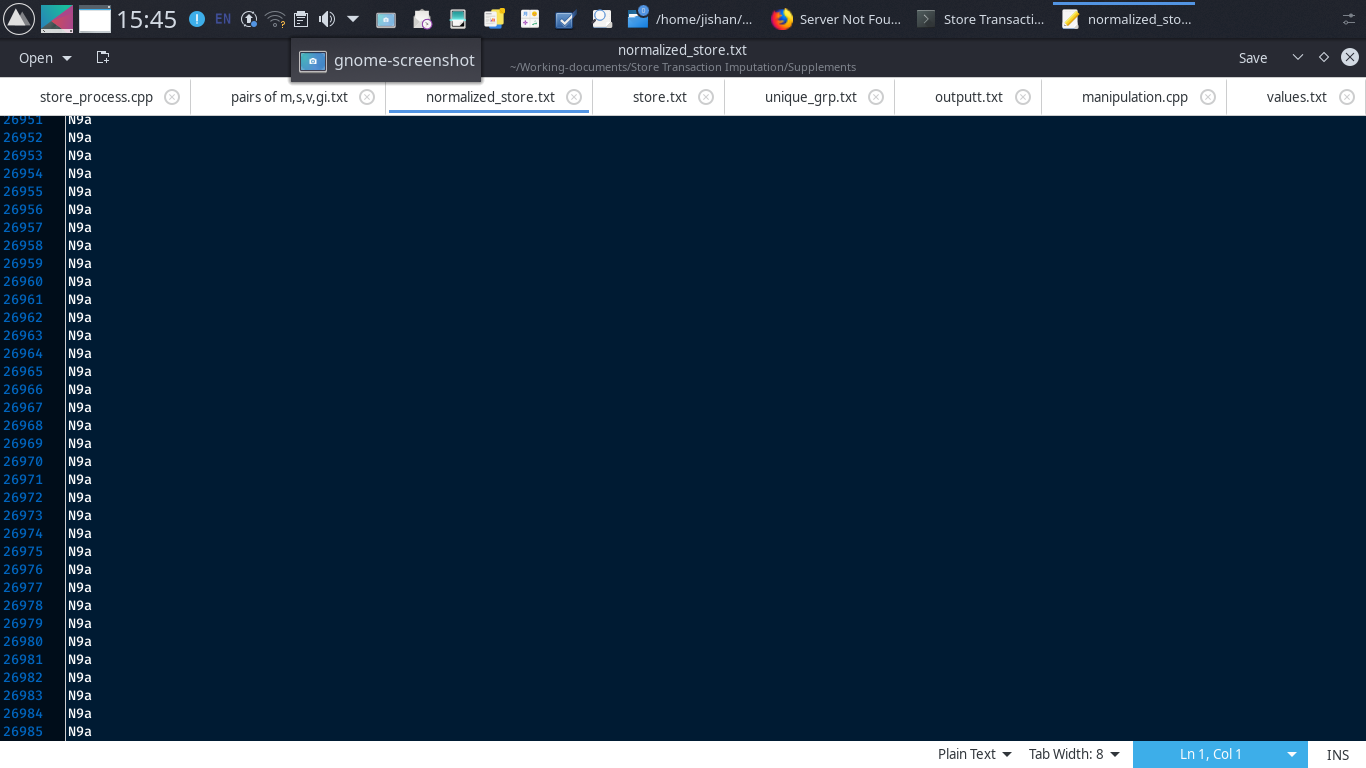 15:45 EN 0 /home/jishan/... Server Not Fou... Store Transacti... normalized_sto...
gnome-screenshot
Open normalized_store.txt Save
~/Working-documents/Store Transaction Imputation/Supplements
store_process.cpp pairs of m,s,v,gi.txt normalized_store.txt store.txt unique_grp.txt outputt.txt manipulation.cpp values.txt
26951 N9a
26952 N9a
26953 N9a
26954 N9a
26955 N9a
26956 N9a
26957 N9a
26958 N9a
26959 N9a
26960 N9a
26961 N9a
26962 N9a
26963 N9a
26964 N9a
26965 N9a
26966 N9a
26967 N9a
26968 N9a
26969 N9a
26970 N9a
26971 N9a
26972 N9a
26973 N9a
26974 N9a
26975 N9a
26976 N9a
26977 N9a
26978 N9a
26979 N9a
26980 N9a
26981 N9a
26982 N9a
26983 N9a
26984 N9a
26985 N9a
Plain Text Tab Width: 8 Ln 1, Col 1 INS